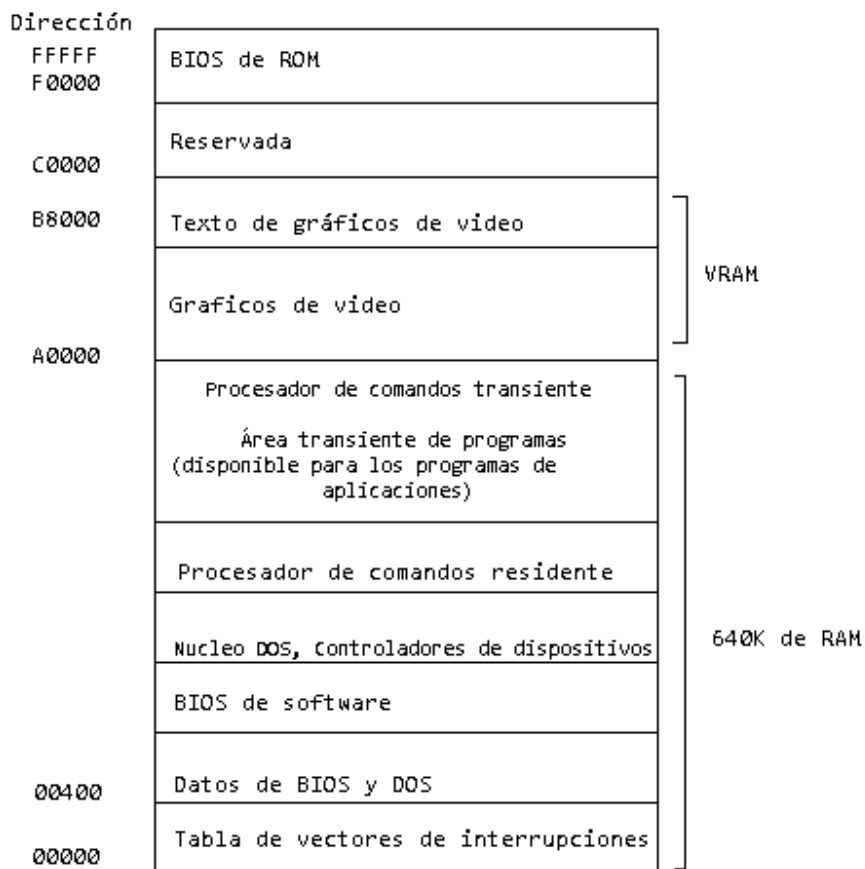 Dirección
FFFFF
BIOS de ROM
F0000
Reservada
C0000
B8000
Texto de gráficos de video
VRAM
Graficos de video
A0000
Procesador de comandos transiente
Área transiente de programas
(disponible para los programas de
aplicaciones)
Procesador de comandos residente
640K de RAM
Nucleo DOS, Controladores de dispositivos
BIOS de software
00400
Datos de BIOS y DOS
Tabla de vectores de interrupciones
00000